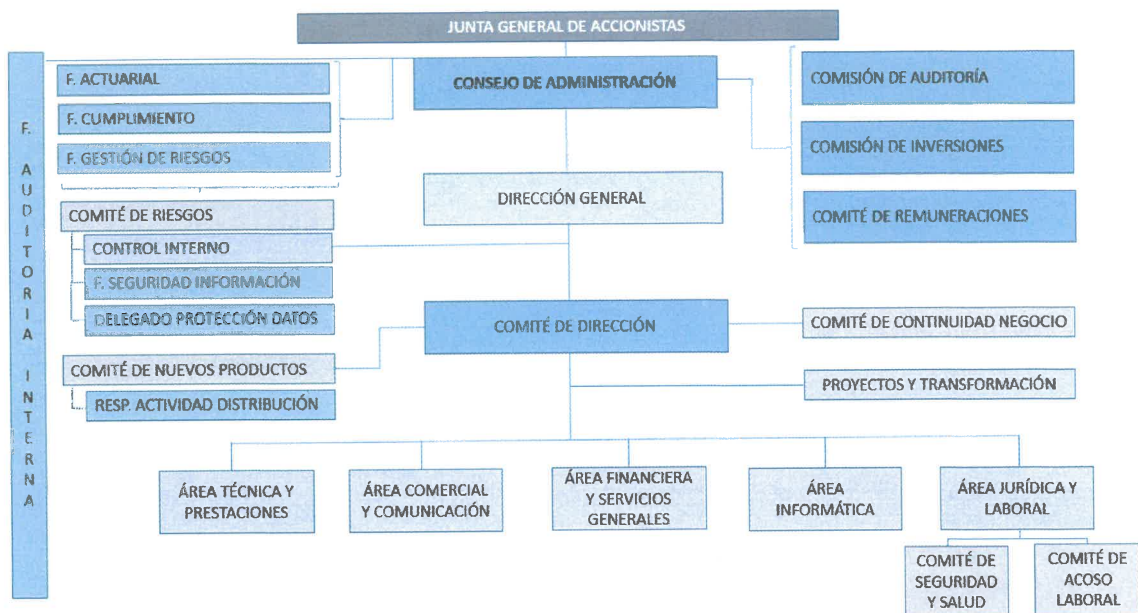 JUNTA GENERAL DE ACCIONISTAS
F. AUDITORIA INTERNA
F. ACTUARIAL
F. CUMPLIMIENTO
F. GESTIÓN DE RIESGOS
CONSEJO DE ADMINISTRACIÓN
COMISIÓN DE AUDITORÍA
COMISIÓN DE INVERSIONES
COMITÉ DE REMUNERACIONES
DIRECCIÓN GENERAL
COMITÉ DE RIESGOS
CONTROL INTERNO
F. SEGURIDAD INFORMACIÓN
DELEGADO PROTECCIÓN DATOS
COMITÉ DE DIRECCIÓN
COMITÉ DE CONTINUIDAD NEGOCIO
COMITÉ DE NUEVOS PRODUCTOS
RESP. ACTIVIDAD DISTRIBUCIÓN
PROYECTOS Y TRANSFORMACIÓN
ÁREA TÉCNICA Y
PRESTACIONES
ÁREA COMERCIAL
Y COMUNICACIÓN
ÁREA FINANCIERA
Y SERVICIOS
GENERALES
ÁREA
INFORMÁTICA
ÁREA JURÍDICA Y
LABORAL
COMITÉ DE
SEGURIDAD
Y SALUD
COMITÉ DE
ACOSO
LABORAL